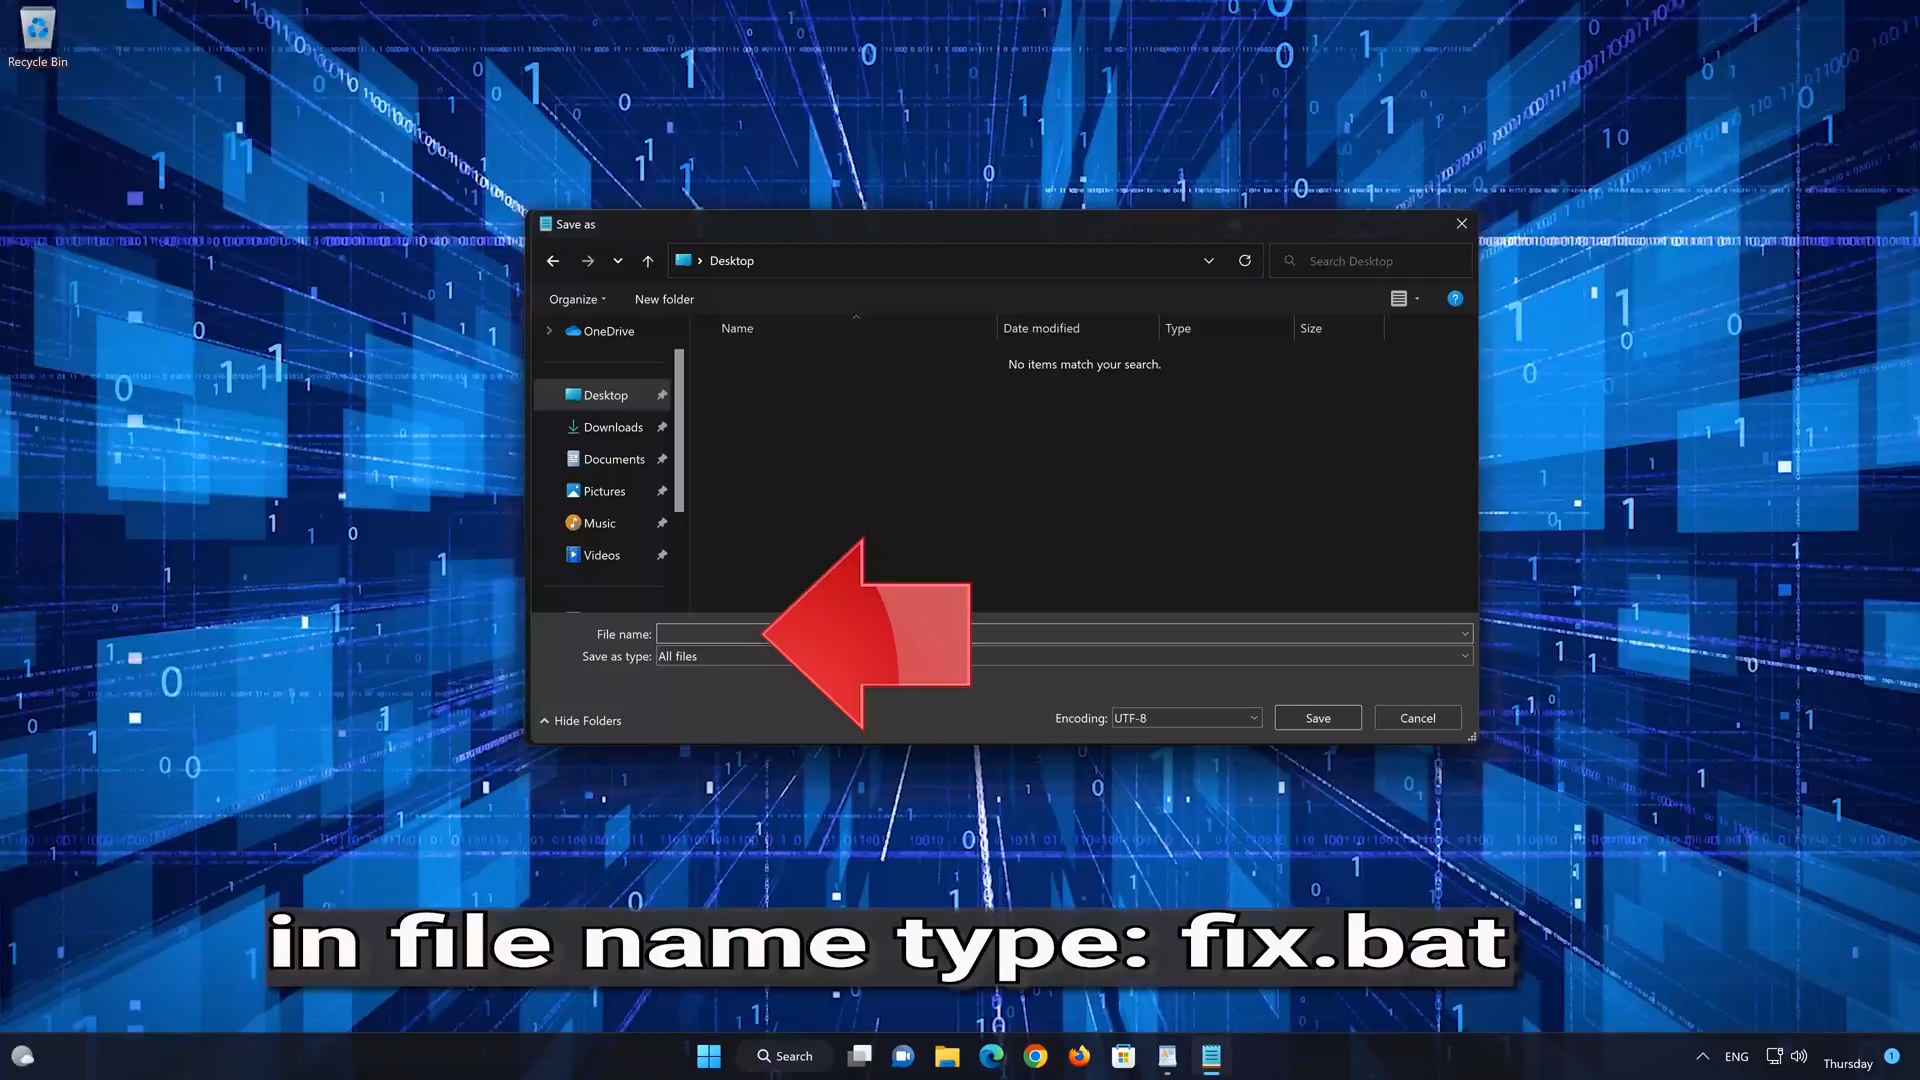 Recycle Bin
Save as
Desktop
Search Desktop
Organize
New folder
OneDrive
Name
Date modified
Type
Size
No items match your search.
Desktop
Downloads
Documents
Pictures
Music
Videos
File name:
Save as type: All files
Hide Folders
Encoding: UTF-8
Save
Cancel
in file name type: fix.bat
Search
ENG
Thursday
1